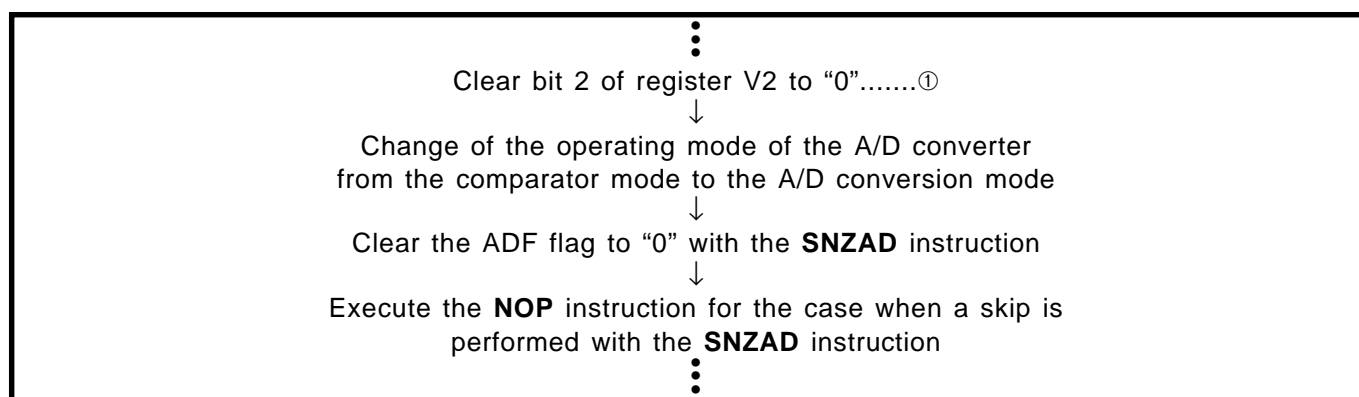 Clear bit 2 of register V2 to “0”.......①
↓
Change of the operating mode of the A/D converter
from the comparator mode to the A/D conversion mode
↓
Clear the ADF flag to “0” with the SNZAD instruction
↓
Execute the NOP instruction for the case when a skip is
performed with the SNZAD instruction